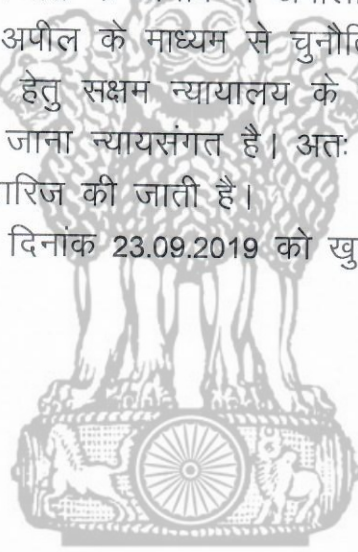 अपील के माध्यम से चुनौति
हेतु सक्षम न्यायालय के
जाना न्यायसंगत है। अतः
की जाती है।
दिनांक 23.09.2019 को